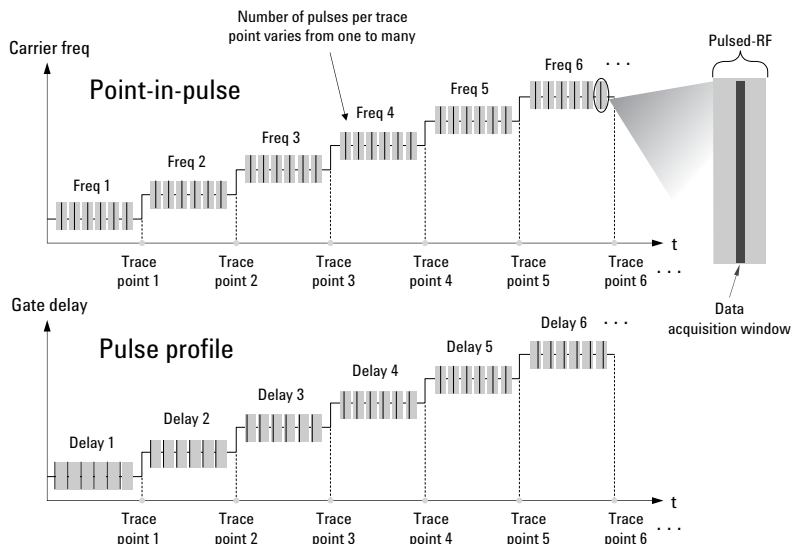 Number of pulses per trace
point varies from one to many
Carrier freq
Pulsed-RF
Point-in-pulse
Freq 1
Freq 2
Freq 3
Freq 4
Freq 5
Freq 6
. . .
t
Trace
point 1
Trace
point 2
Trace
point 3
Trace
point 4
Trace
point 5
Trace
point 6
. . .
Data
acquisition window
Gate delay
Pulse profile
Delay 1
Delay 2
Delay 3
Delay 4
Delay 5
Delay 6
. . .
t
Trace
point 1
Trace
point 2
Trace
point 3
Trace
point 4
Trace
point 5
Trace
point 6
. . .